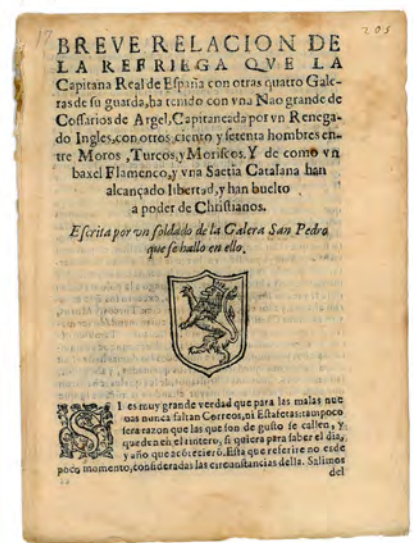 17
205
BREVE RELACION DE
LA REFRIEGA QVE LA
Capitana Real de España con otras quatro Gale-
ras de su guarda, ha tenido con vna Nao grande de
Cossarios de Argel, Capitaneada por vn Renega-
do Ingles, con otros ciento y setenta hombres en-
tre Moros, Turcos, y Moriscos. Y de como vn
baxel Flamenco, y vna Saetia Catalana han
alcançado libertad, y han buelto
a poder de Christianos.
Escrita por vn soldado de la Galera San Pedro
que se hallo en ello.
SI es muy grande verdad que para las malas nue
uas nunca faltan Correos, ni Estafetas: tampoco
sera razon que las que son de gusto se callen, y
queden en el tintero, si quiera para saber el dia,
y año que acõtecierõ. Esta que referire no es de
poco momento, consideradas las circunstancias della. Salimos
del